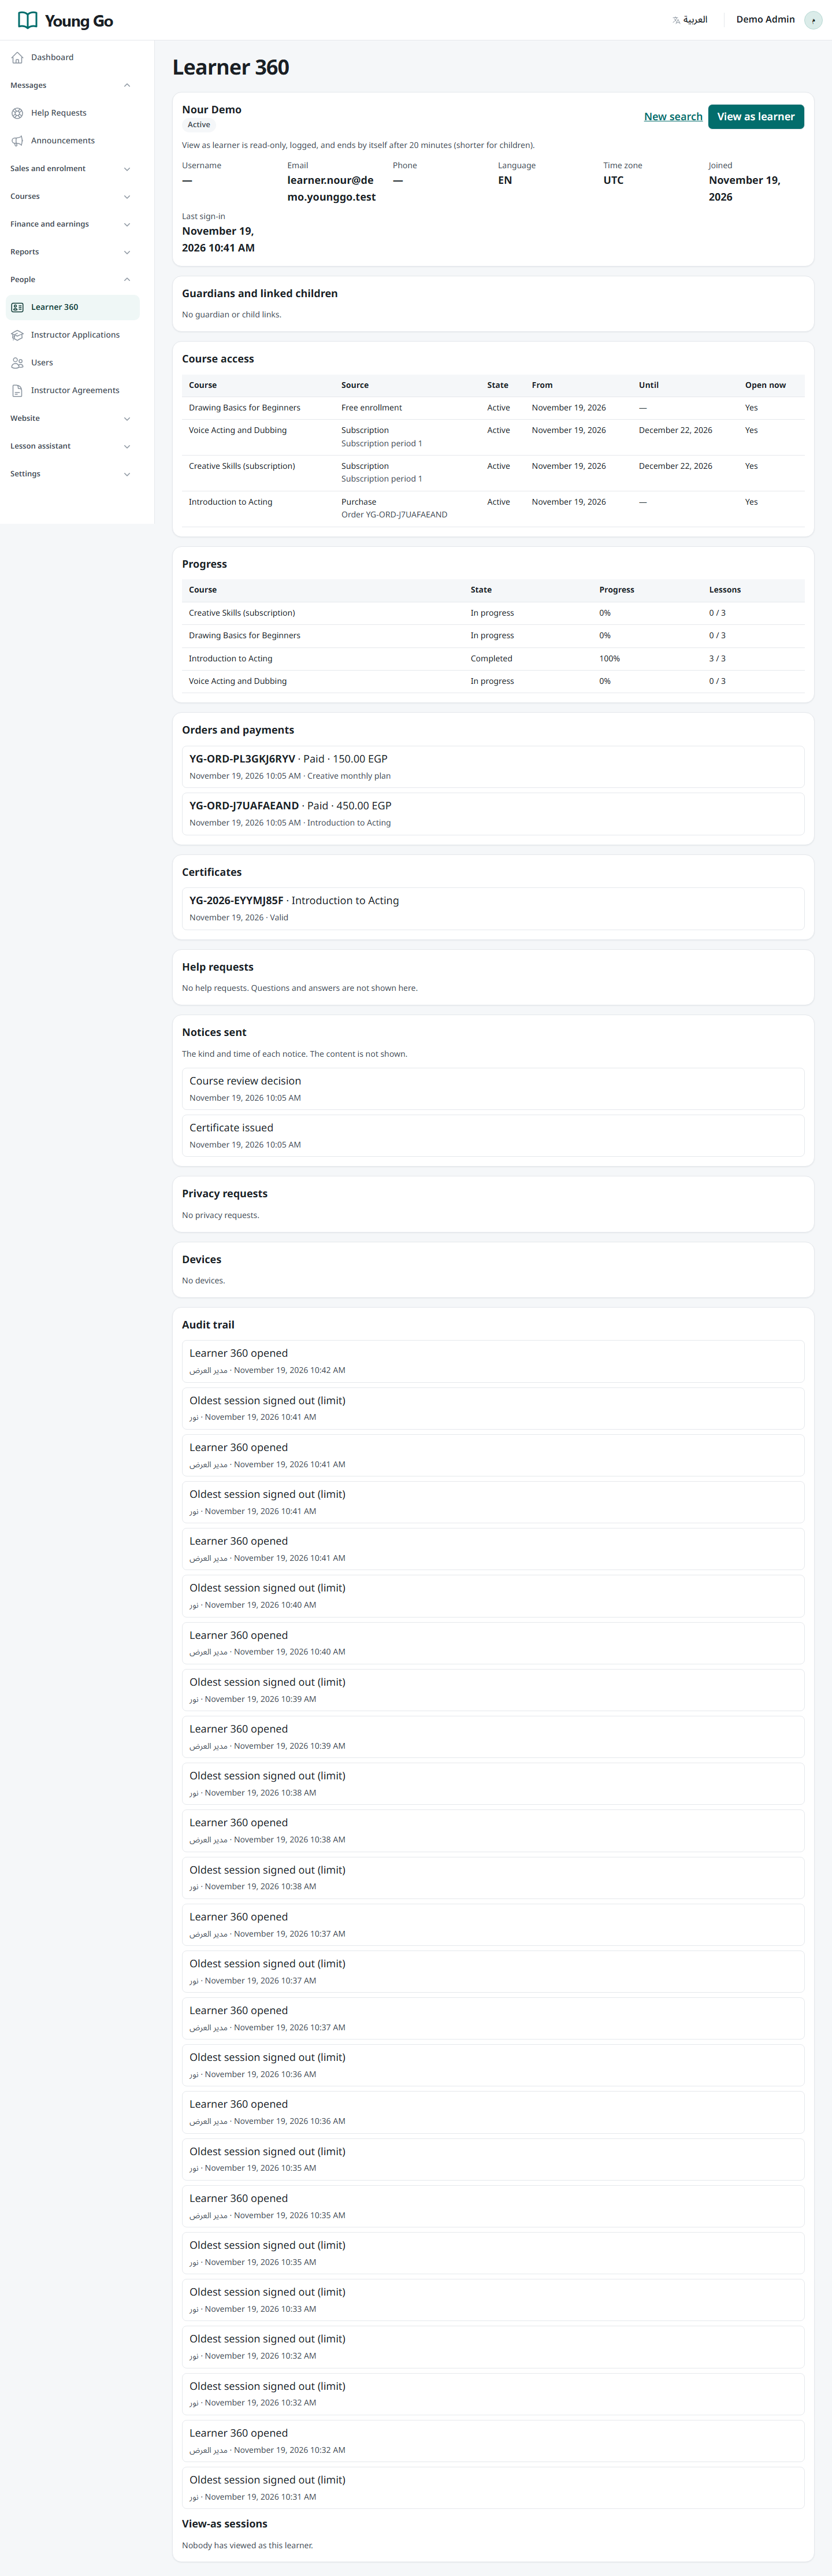 Young Go
العربية
Demo Admin
م
Dashboard
Messages
Help Requests
Announcements
Sales and enrolment
Courses
Finance and earnings
Reports
People
Learner 360
Instructor Applications
Users
Instructor Agreements
Website
Lesson assistant
Settings
Learner 360
Nour Demo
Active
New search
View as learner
View as learner is read-only, logged, and ends by itself after 20 minutes (shorter for children).
Username
—
Email
learner.nour@de
mo.younggo.test
Phone
—
Language
EN
Time zone
UTC
Joined
November 19,
2026
Last sign-in
November 19,
2026 10:41 AM
Guardians and linked children
No guardian or child links.
Course access
Course Source State From Until Open now
Drawing Basics for Beginners Free enrollment Active November 19, 2026 — Yes
Voice Acting and Dubbing Subscription Active November 19, 2026 December 22, 2026 Yes
Subscription period 1
Creative Skills (subscription) Subscription Active November 19, 2026 December 22, 2026 Yes
Subscription period 1
Introduction to Acting Purchase Active November 19, 2026 — Yes
Order YG-ORD-J7UAFAEAND
Progress
Course State Progress Lessons
Creative Skills (subscription) In progress 0% 0 / 3
Drawing Basics for Beginners In progress 0% 0 / 3
Introduction to Acting Completed 100% 3 / 3
Voice Acting and Dubbing In progress 0% 0 / 3
Orders and payments
YG-ORD-PL3GKJ6RYV · Paid · 150.00 EGP
November 19, 2026 10:05 AM · Creative monthly plan
YG-ORD-J7UAFAEAND · Paid · 450.00 EGP
November 19, 2026 10:05 AM · Introduction to Acting
Certificates
YG-2026-EYYMJ85F · Introduction to Acting
November 19, 2026 · Valid
Help requests
No help requests. Questions and answers are not shown here.
Notices sent
The kind and time of each notice. The content is not shown.
Course review decision
November 19, 2026 10:05 AM
Certificate issued
November 19, 2026 10:05 AM
Privacy requests
No privacy requests.
Devices
No devices.
Audit trail
Learner 360 opened
مدير العرض · November 19, 2026 10:42 AM
Oldest session signed out (limit)
نور · November 19, 2026 10:41 AM
Learner 360 opened
مدير العرض · November 19, 2026 10:41 AM
Oldest session signed out (limit)
نور · November 19, 2026 10:41 AM
Learner 360 opened
مدير العرض · November 19, 2026 10:41 AM
Oldest session signed out (limit)
نور · November 19, 2026 10:40 AM
Learner 360 opened
مدير العرض · November 19, 2026 10:40 AM
Oldest session signed out (limit)
نور · November 19, 2026 10:39 AM
Learner 360 opened
مدير العرض · November 19, 2026 10:39 AM
Oldest session signed out (limit)
نور · November 19, 2026 10:38 AM
Learner 360 opened
مدير العرض · November 19, 2026 10:38 AM
Oldest session signed out (limit)
نور · November 19, 2026 10:38 AM
Learner 360 opened
مدير العرض · November 19, 2026 10:37 AM
Oldest session signed out (limit)
نور · November 19, 2026 10:37 AM
Learner 360 opened
مدير العرض · November 19, 2026 10:37 AM
Oldest session signed out (limit)
نور · November 19, 2026 10:36 AM
Learner 360 opened
مدير العرض · November 19, 2026 10:36 AM
Oldest session signed out (limit)
نور · November 19, 2026 10:35 AM
Learner 360 opened
مدير العرض · November 19, 2026 10:35 AM
Oldest session signed out (limit)
نور · November 19, 2026 10:35 AM
Oldest session signed out (limit)
نور · November 19, 2026 10:33 AM
Oldest session signed out (limit)
نور · November 19, 2026 10:32 AM
Oldest session signed out (limit)
نور · November 19, 2026 10:32 AM
Learner 360 opened
مدير العرض · November 19, 2026 10:32 AM
Oldest session signed out (limit)
نور · November 19, 2026 10:31 AM
View-as sessions
Nobody has viewed as this learner.